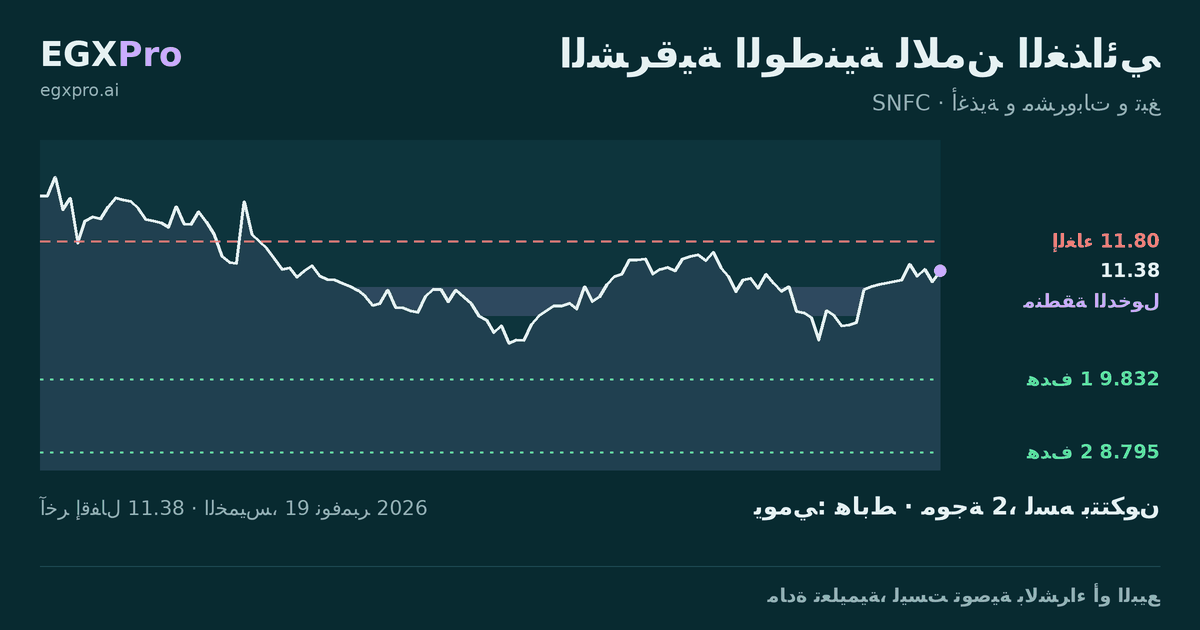 EGXPro
egxpro.ai
الشرقية الوطنية للامن الغذائي
SNFC · أغذية و مشروبات و تبغ
إلغاء 11.80
11.38
منطقة الدخول
هدف 1 9.832
هدف 2 8.795
يومي: هابط · موجة 2، لسه بتتكون
آخر إقفال 11.38 · الخميس، 19 نوفمبر 2026
مادة تعليمية، ليست توصية بالشراء أو البيع